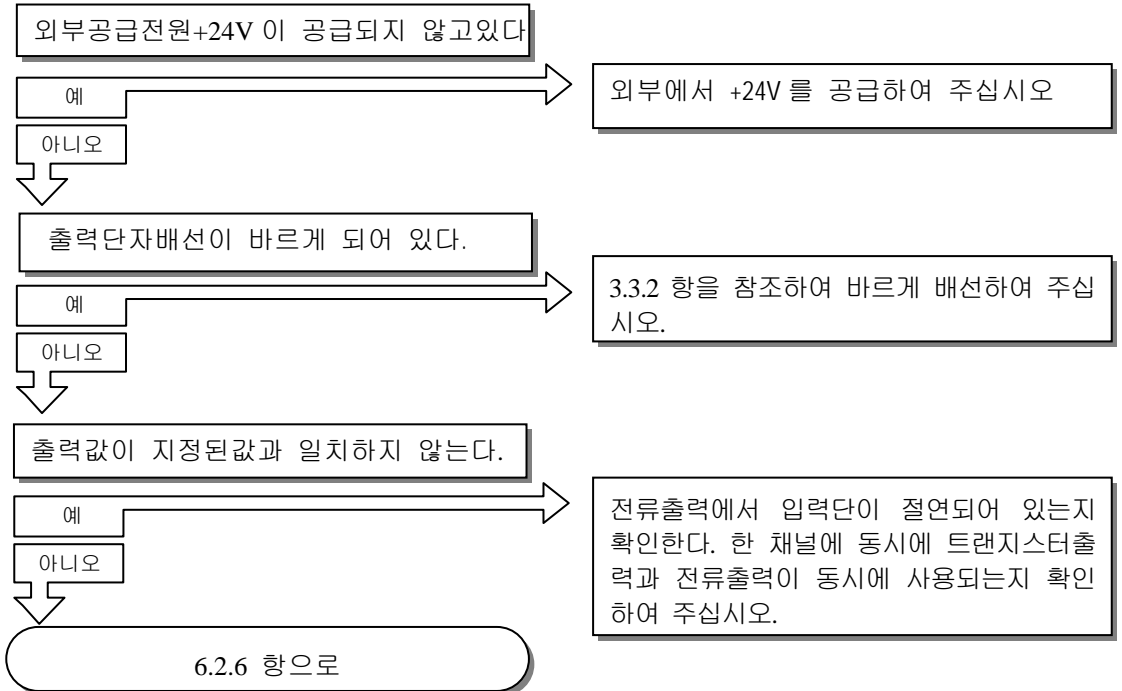 외부공급전원+24V 이 공급되지 않고있다
예
외부에서 +24V 를 공급하여 주십시오
아니오
출력단자배선이 바르게 되어 있다.
예
3.3.2 항을 참조하여 바르게 배선하여 주십
시오.
아니오
출력값이 지정된값과 일치하지 않는다.
예
전류출력에서 입력단이 절연되어 있는지
확인한다. 한 채널에 동시에 트랜지스터출
력과 전류출력이 동시에 사용되는지 확인
하여 주십시오.
아니오
6.2.6 항으로